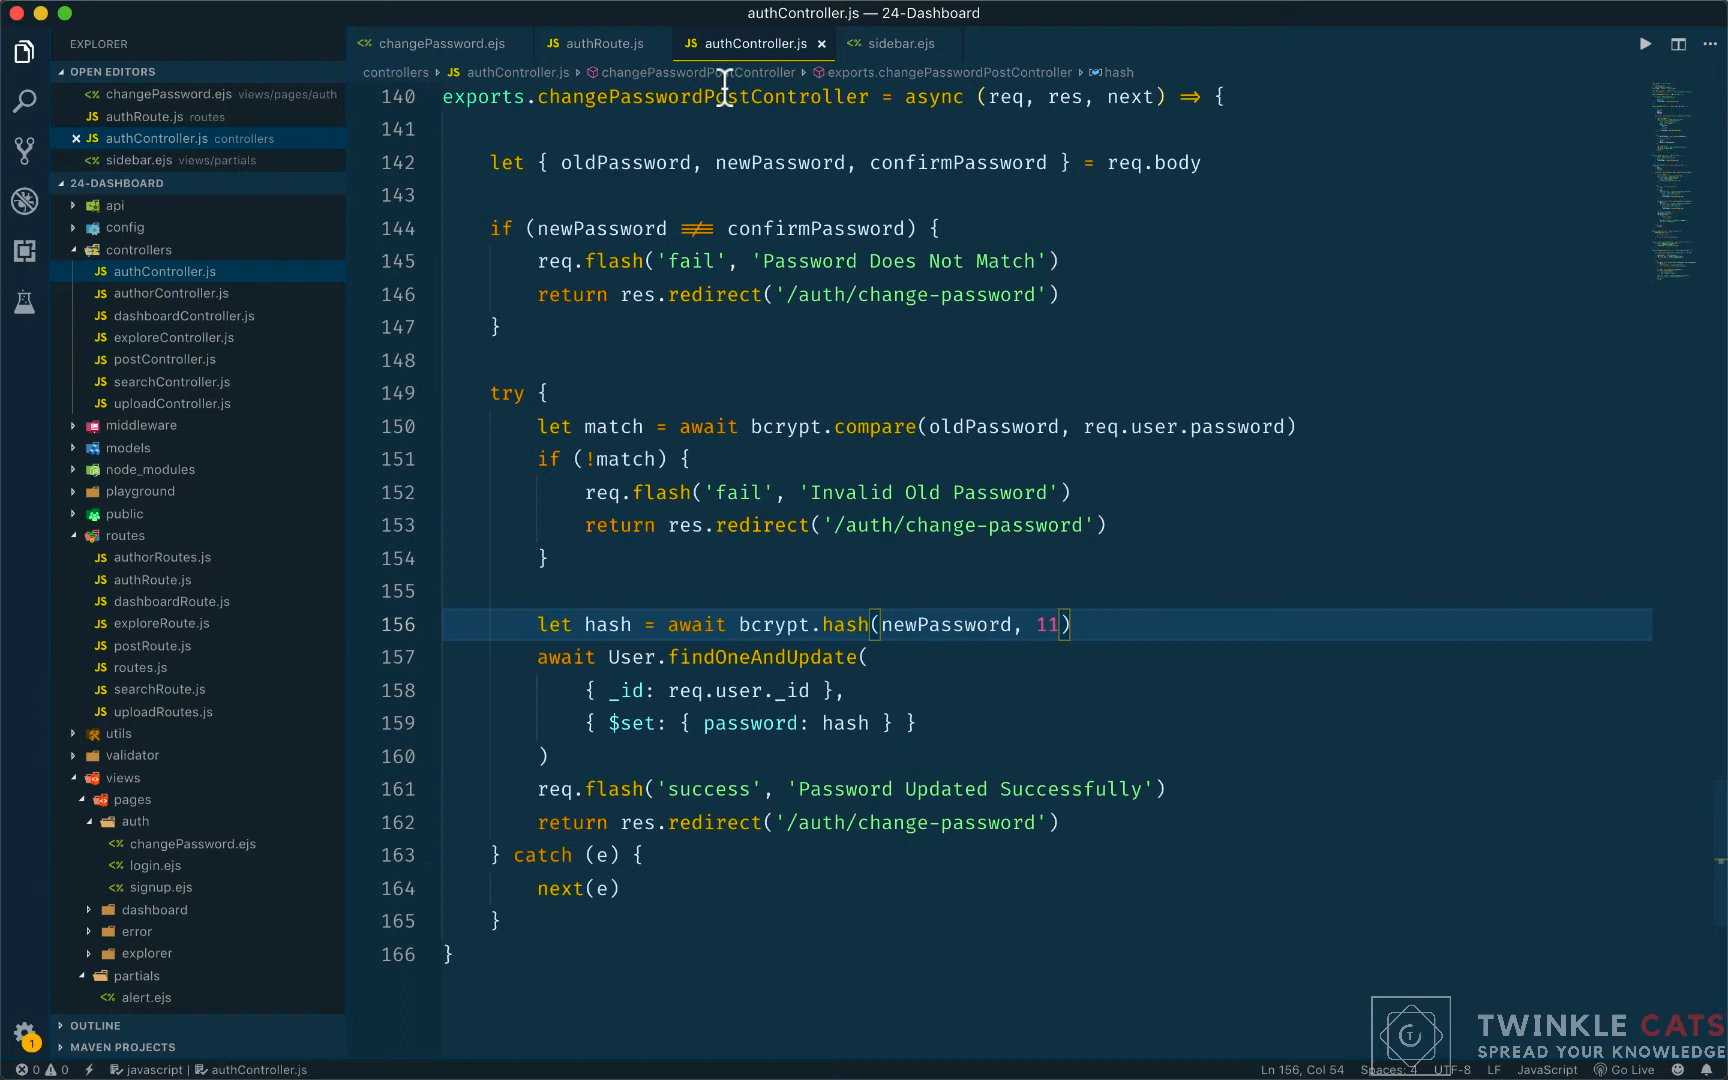 authController.js — 24-Dashboard
EXPLORER
OPEN EDITORS
changePassword.ejs views/pages/auth
authRoute.js routes
authController.js controllers
sidebar.ejs views/partials
24-DASHBOARD
api
config
controllers
authController.js
authorController.js
dashboardController.js
exploreController.js
postController.js
searchController.js
uploadController.js
middleware
models
node_modules
playground
public
routes
authorRoutes.js
authRoute.js
dashboardRoute.js
exploreRoute.js
postRoute.js
routes.js
searchRoute.js
uploadRoutes.js
utils
validator
views
pages
auth
changePassword.ejs
login.ejs
signup.ejs
dashboard
error
explorer
partials
alert.ejs
OUTLINE
MAVEN PROJECTS
changePassword.ejs JS authRoute.js JS authController.js sidebar.ejs
controllers JS authController.js changePasswordPostController exports.changePasswordPostController hash
140 exports.changePasswordPostController = async (req, res, next) => {
141
142 let { oldPassword, newPassword, confirmPassword } = req.body
143
144 if (newPassword !== confirmPassword) {
145 req.flash('fail', 'Password Does Not Match')
146 return res.redirect('/auth/change-password')
147 }
148
149 try {
150 let match = await bcrypt.compare(oldPassword, req.user.password)
151 if (!match) {
152 req.flash('fail', 'Invalid Old Password')
153 return res.redirect('/auth/change-password')
154 }
155
156 let hash = await bcrypt.hash(newPassword, 11)
157 await User.findOneAndUpdate(
158 { _id: req.user._id },
159 { $set: { password: hash } }
160 )
161 req.flash('success', 'Password Updated Successfully')
162 return res.redirect('/auth/change-password')
163 } catch (e) {
164 next(e)
165 }
166 }
TWINKLE CATS
SPREAD YOUR KNOWLEDGE
1
0 0 javascript | authController.js Ln 156, Col 54 Spaces: 4 UTF-8 LF JavaScript Go Live